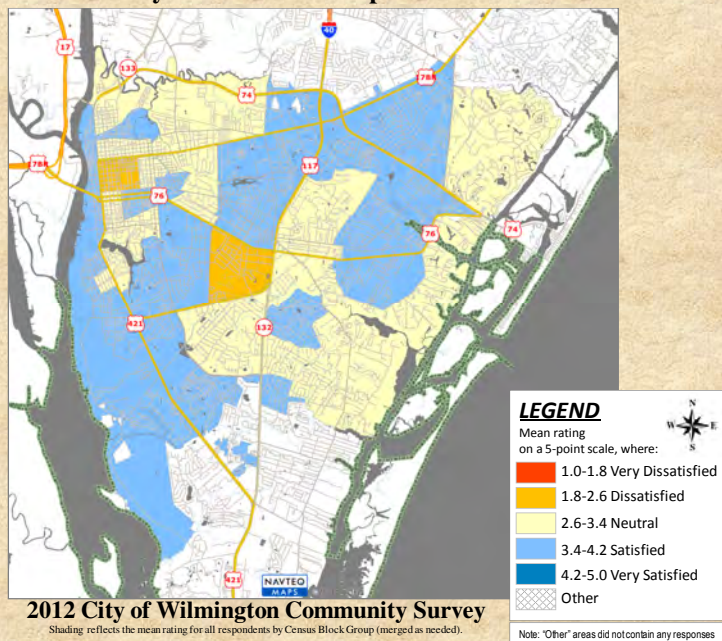 17
133
40
74
78R
78R
117
76
76
74
421
132
421
NAVTEQ
MAPS
LEGEND
N
W E
S
Mean rating
on a 5-point scale, where:
1.0-1.8 Very Dissatisfied
1.8-2.6 Dissatisfied
2.6-3.4 Neutral
3.4-4.2 Satisfied
4.2-5.0 Very Satisfied
Other
2012 City of Wilmington Community Survey
Shading reflects the mean rating for all respondents by Census Block Group (merged as needed).
Note: "Other" areas did not contain any responses